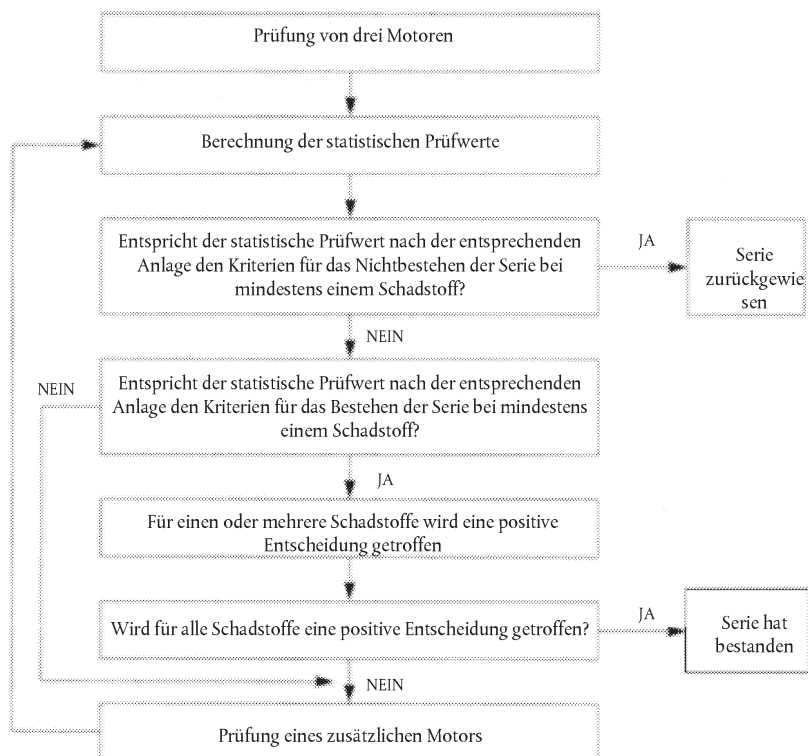 Prüfung von drei Motoren
Berechnung der statistischen Prüfwerte
Entspricht der statistische Prüfwert nach der entsprechenden
Anlage den Kriterien für das Nichtbestehen der Serie bei
mindestens einem Schadstoff?
JA
Serie
zurückgewie
sen
NEIN
NEIN
Entspricht der statistische Prüfwert nach der entsprechenden
Anlage den Kriterien für das Bestehen der Serie bei mindestens
einem Schadstoff?
JA
Für einen oder mehrere Schadstoffe wird eine positive
Entscheidung getroffen
Wird für alle Schadstoffe eine positive Entscheidung getroffen?
JA
Serie hat
bestanden
NEIN
Prüfung eines zusätzlichen Motors